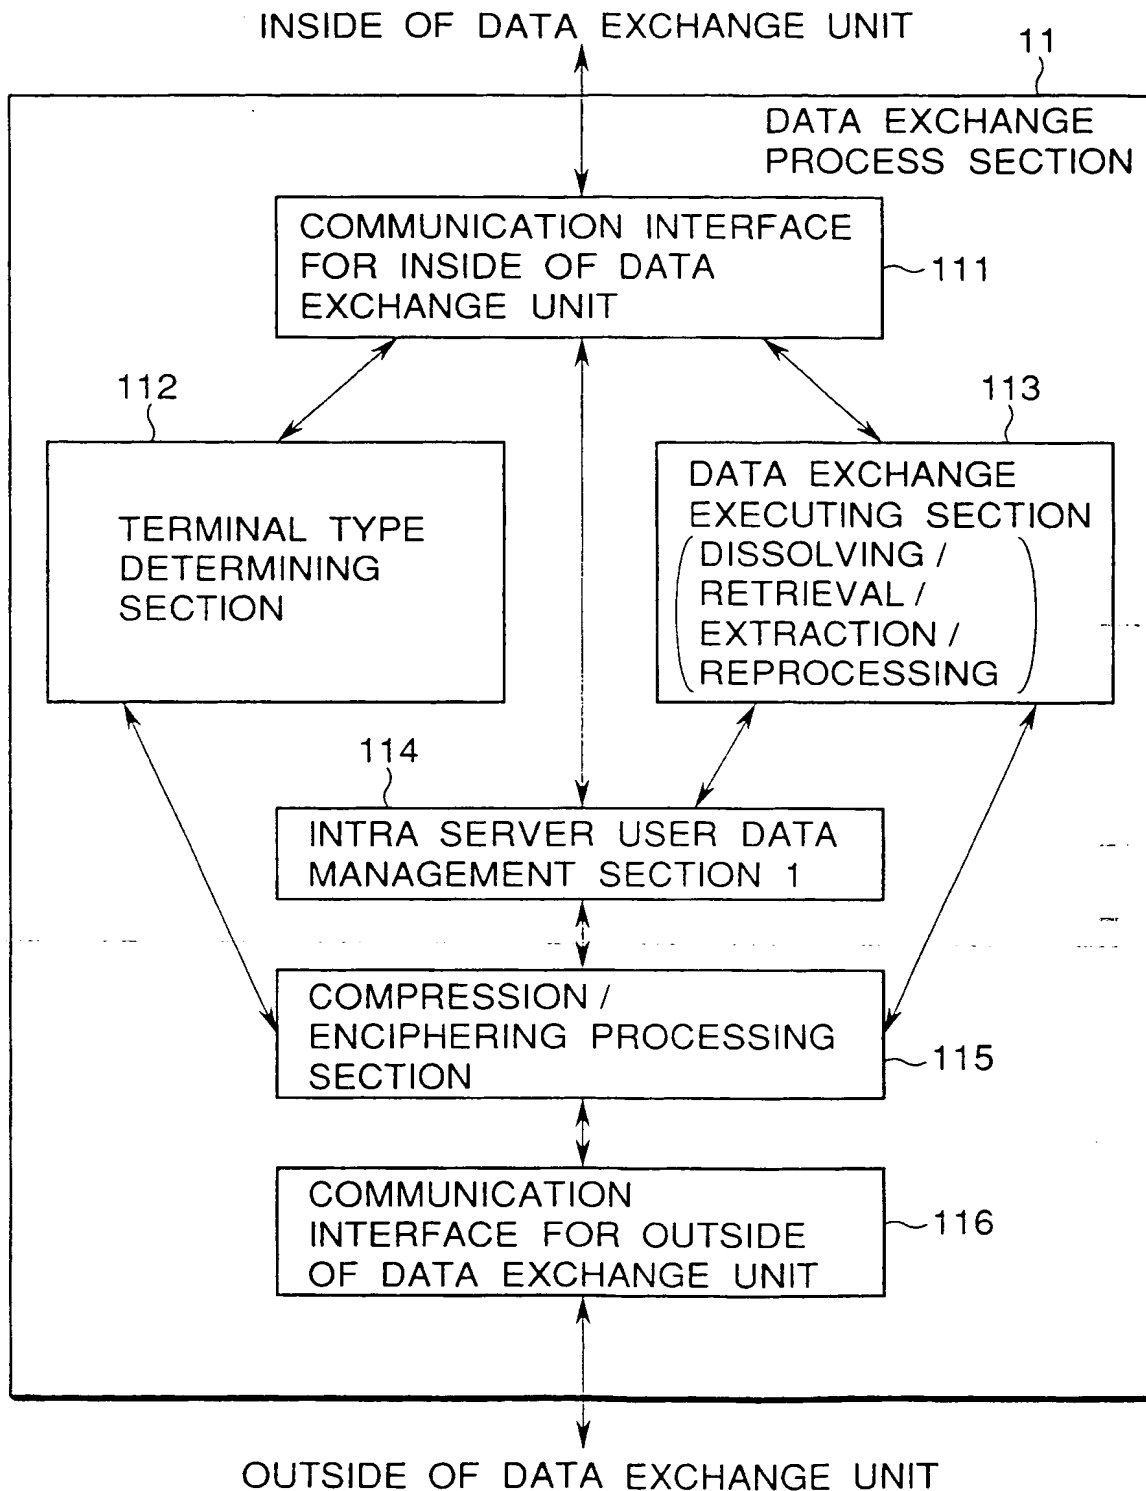 INSIDE OF DATA EXCHANGE UNIT
11
DATA EXCHANGE
PROCESS SECTION
COMMUNICATION INTERFACE
FOR INSIDE OF DATA
EXCHANGE UNIT
111
112
113
TERMINAL TYPE
DETERMINING
SECTION
DATA EXCHANGE
EXECUTING SECTION
(DISSOLVING /
RETRIEVAL /
EXTRACTION /
REPROCESSING)
114
INTRA SERVER USER DATA
MANAGEMENT SECTION 1
COMPRESSION /
ENCIPHERING PROCESSING
SECTION
115
COMMUNICATION
INTERFACE FOR OUTSIDE
OF DATA EXCHANGE UNIT
116
OUTSIDE OF DATA EXCHANGE UNIT